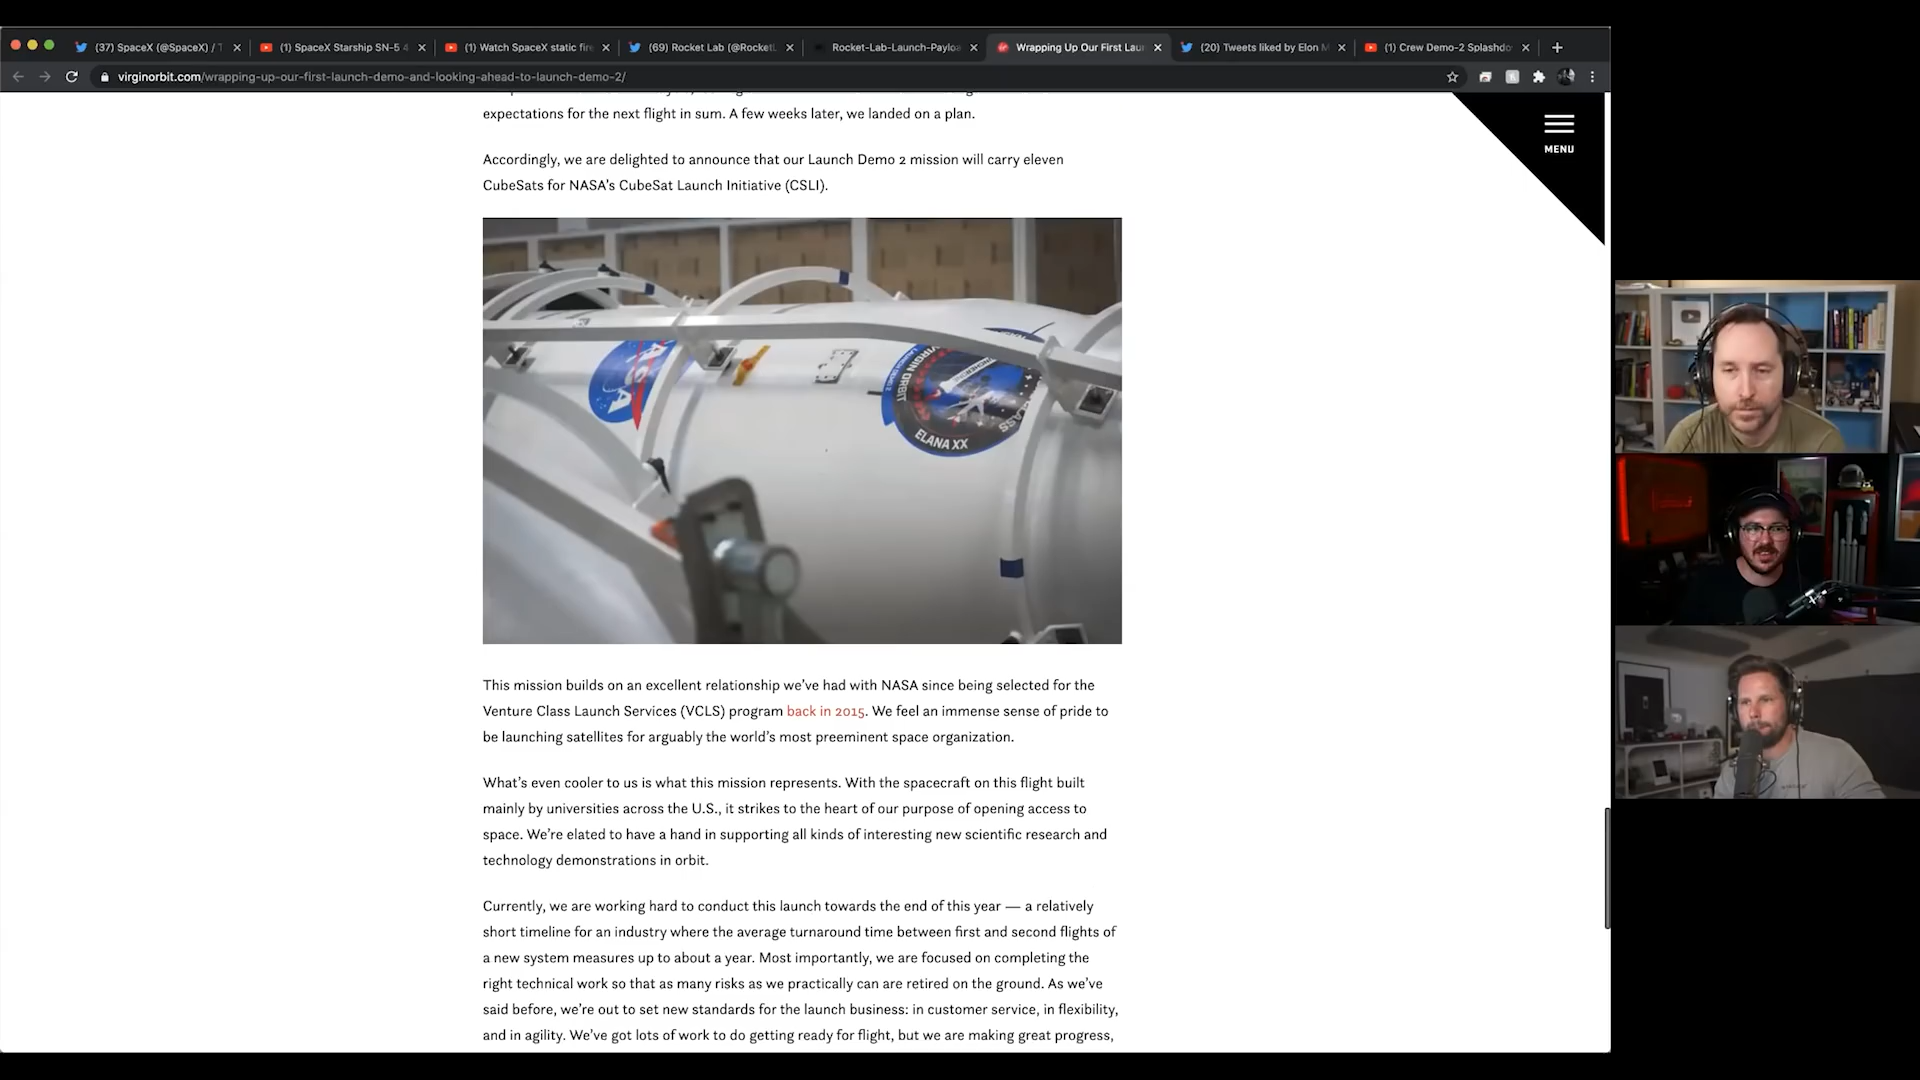 (37) SpaceX (@SpaceX) / T
(1) SpaceX Starship SN-5 4
(1) Watch SpaceX static fire
(69) Rocket Lab (@RocketL
Rocket-Lab-Launch-Payloa
Wrapping Up Our First Laun
(20) Tweets liked by Elon M
(1) Crew Demo-2 Splashdo
virginorbit.com/wrapping-up-our-first-launch-demo-and-looking-ahead-to-launch-demo-2/
MENU
expectations for the next flight in sum. A few weeks later, we landed on a plan.
Accordingly, we are delighted to announce that our Launch Demo 2 mission will carry eleven
CubeSats for NASA's CubeSat Launch Initiative (CSLI).
VIRGIN ORBIT
ELANA XX
This mission builds on an excellent relationship we've had with NASA since being selected for the
Venture Class Launch Services (VCLS) program back in 2015. We feel an immense sense of pride to
be launching satellites for arguably the world's most preeminent space organization.
What's even cooler to us is what this mission represents. With the spacecraft on this flight built
mainly by universities across the U.S., it strikes to the heart of our purpose of opening access to
space. We're elated to have a hand in supporting all kinds of interesting new scientific research and
technology demonstrations in orbit.
Currently, we are working hard to conduct this launch towards the end of this year — a relatively
short timeline for an industry where the average turnaround time between first and second flights of
a new system measures up to about a year. Most importantly, we are focused on completing the
right technical work so that as many risks as we practically can are retired on the ground. As we've
said before, we're out to set new standards for the launch business: in customer service, in flexibility,
and in agility. We've got lots of work to do getting ready for flight, but we are making great progress,